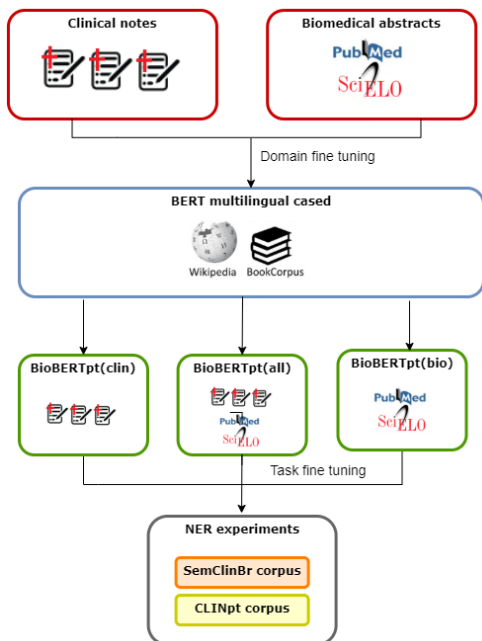 Clinical notes
Biomedical abstracts
PubMed
SciELO
Domain fine tuning
BERT multilingual cased
Wikipedia
BookCorpus
BioBERTpt(clin)
BioBERTpt(all)
BioBERTpt(bio)
PubMed
SciELO
PubMed
SciELO
Task fine tuning
NER experiments
SemClinBr corpus
CLINpt corpus